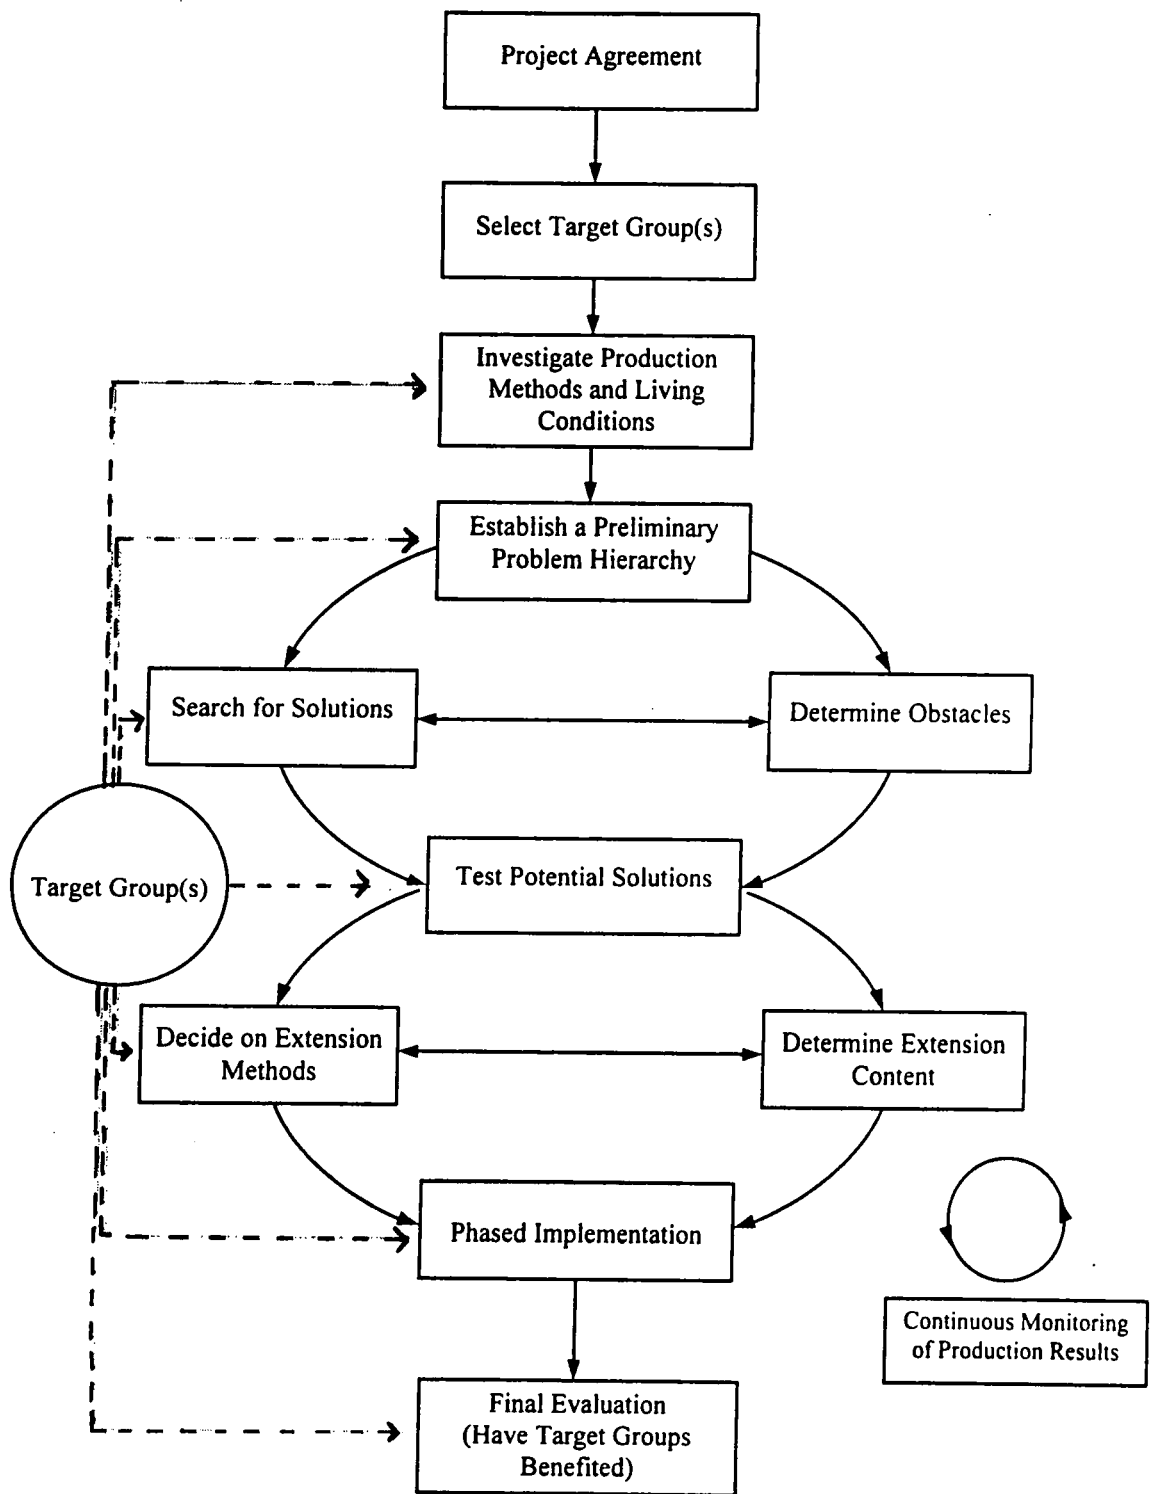 Project Agreement
Select Target Group(s)
Investigate Production
Methods and Living
Conditions
Establish a Preliminary
Problem Hierarchy
Search for Solutions
Determine Obstacles
Target Group(s)
Test Potential Solutions
Decide on Extension
Methods
Determine Extension
Content
Phased Implementation
Continuous Monitoring
of Production Results
Final Evaluation
(Have Target Groups
Benefited)